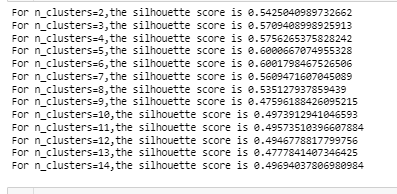 For n_clusters=2,the silhouette score is 0.5425040989732662
For n_clusters=3,the silhouette score is 0.5709408998925913
For n_clusters=4,the silhouette score is 0.5756265375828242
For n_clusters=5,the silhouette score is 0.6000667074955328
For n_clusters=6,the silhouette score is 0.6001798467526506
For n_clusters=7,the silhouette score is 0.5609471607045089
For n_clusters=8,the silhouette score is 0.535127937859439
For n_clusters=9,the silhouette score is 0.47596188426095215
For n_clusters=10,the silhouette score is 0.4973912941046593
For n_clusters=11,the silhouette score is 0.49573510396607884
For n_clusters=12,the silhouette score is 0.4946778817799756
For n_clusters=13,the silhouette score is 0.4777841407346425
For n_clusters=14,the silhouette score is 0.49694037806980984